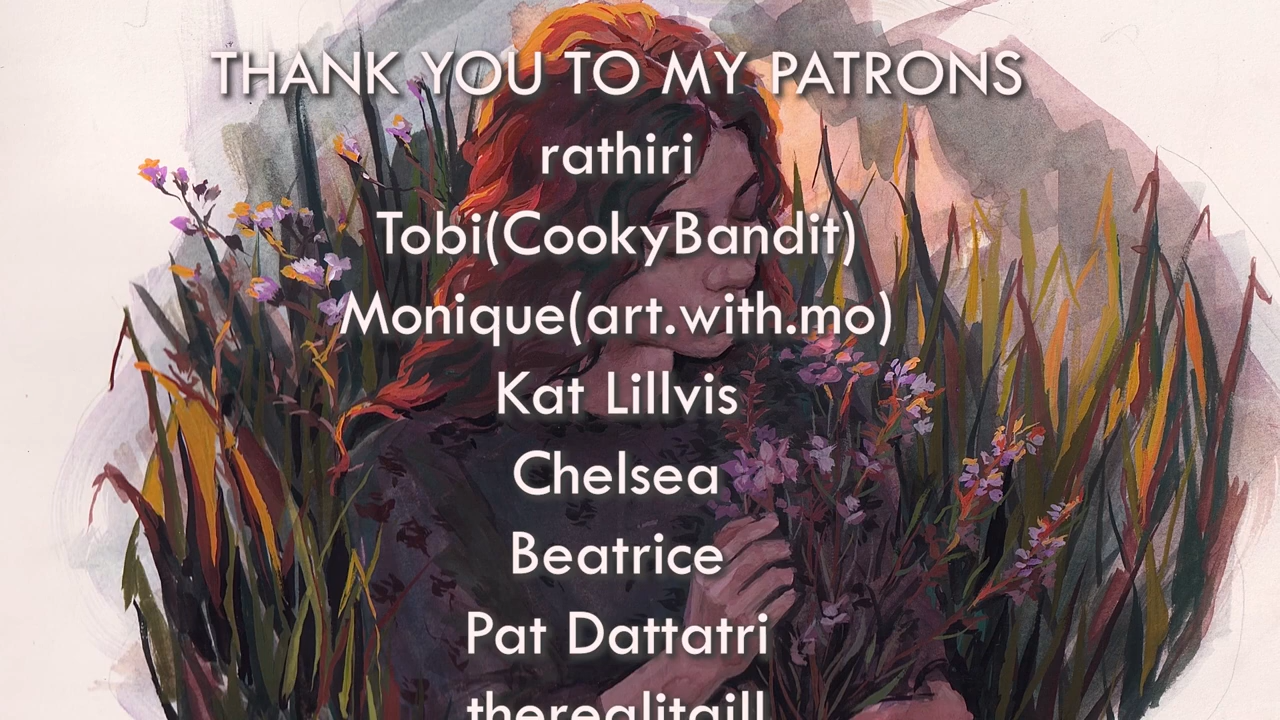 THANK YOU TO MY PATRONS
rathiri
Tobi(CookyBandit)
Monique(art.with.mo)
Kat Lillvis
Chelsea
Beatrice
Pat Dattatri